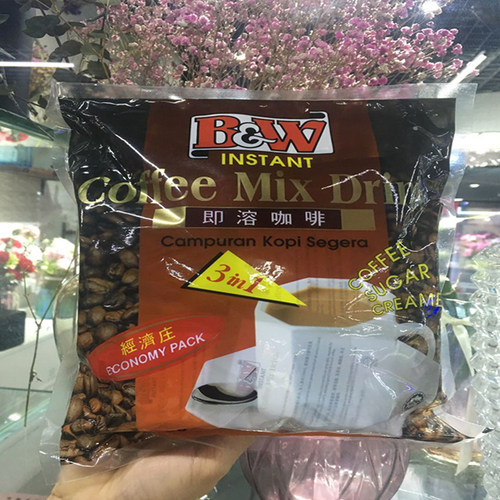 B&W
INSTANT
Coffee Mix Drink
即溶咖啡
Campuran Kopi Segera
3 in 1
COFFEE
SUGAR
CREAMER
經濟庄
ECONOMY PACK